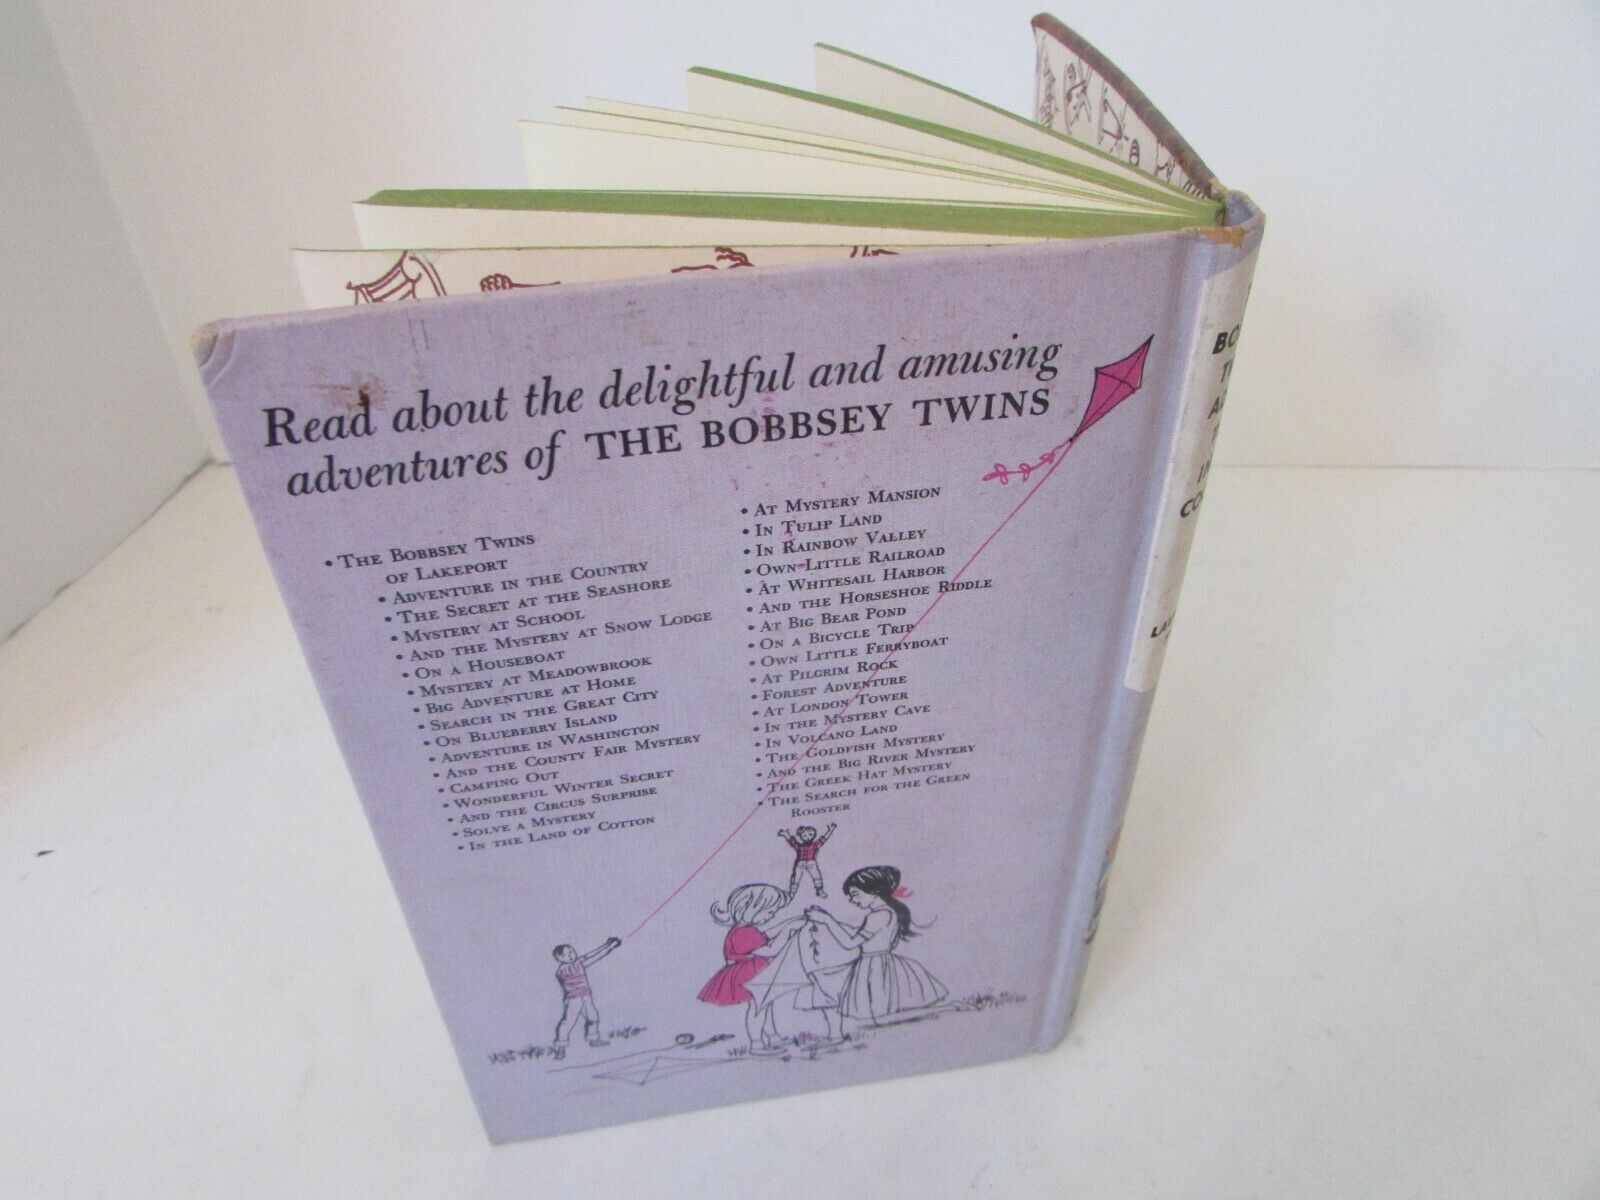 Read about the delightful and amusing
adventures of THE BOBBSEY TWINS
• THE BOBBSEY TWINS
OF LAKEPORT
• ADVENTURE IN THE COUNTRY
• THE SECRET AT THE SEASHORE
• MYSTERY AT SCHOOL
• AND THE MYSTERY AT SNOW LODGE
• ON A HOUSEBOAT
• MYSTERY AT MEADOWBROOK
• BIG ADVENTURE AT HOME
• SEARCH IN THE GREAT CITY
• ON BLUEBERRY ISLAND
• ADVENTURE IN WASHINGTON
• AND THE COUNTY FAIR MYSTERY
• CAMPING OUT
• WONDERFUL WINTER SECRET
• AND THE CIRCUS SURPRISE
• SOLVE A MYSTERY
• IN THE LAND OF COTTON
• AT MYSTERY MANSION
• IN TULIP LAND
• IN RAINBOW VALLEY
• OWN LITTLE RAILROAD
• AT WHITESAIL HARBOR
• AND THE HORSESHOE RIDDLE
• AT BIG BEAR POND
• ON A BICYCLE TRIP
• OWN LITTLE FERRYBOAT
• AT PILGRIM ROCK
• FOREST ADVENTURE
• AT LONDON TOWER
• IN THE MYSTERY CAVE
• IN VOLCANO LAND
• THE GOLDFISH MYSTERY
• AND THE BIG RIVER MYSTERY
• THE GREEK HAT MYSTERY
• THE SEARCH FOR THE GREEN
ROOSTER